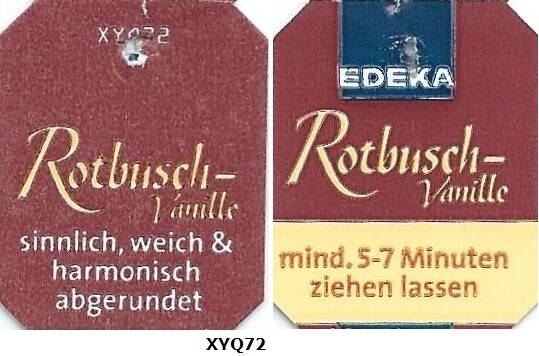 XYQ72
Rotbusch-
Vanille
sinnlich, weich &
harmonisch
abgerundet
EDEKA
Rotbusch-
Vanille
mind. 5-7 Minuten
ziehen lassen
XYQ72